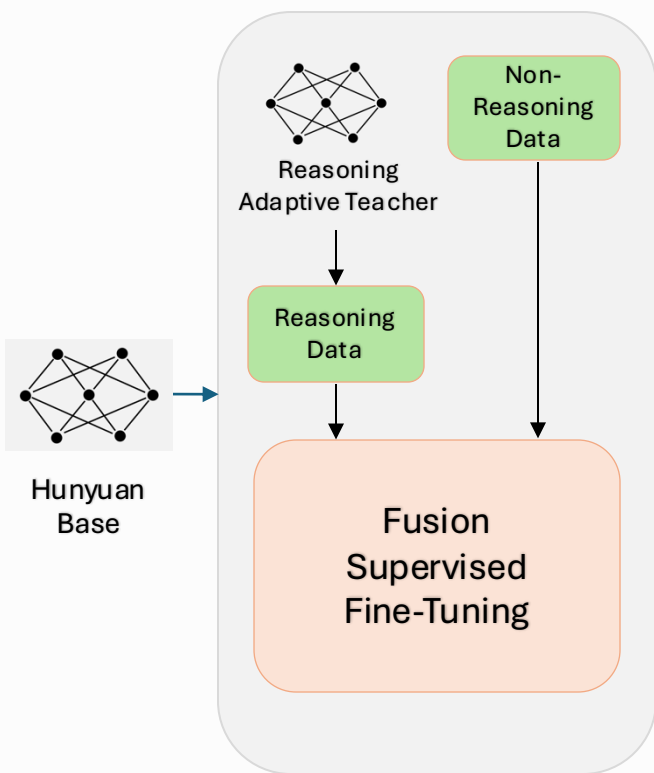 Reasoning
Adaptive Teacher
Non-
Reasoning
Data
Reasoning
Data
Hunyuan
Base
Fusion
Supervised
Fine-Tuning